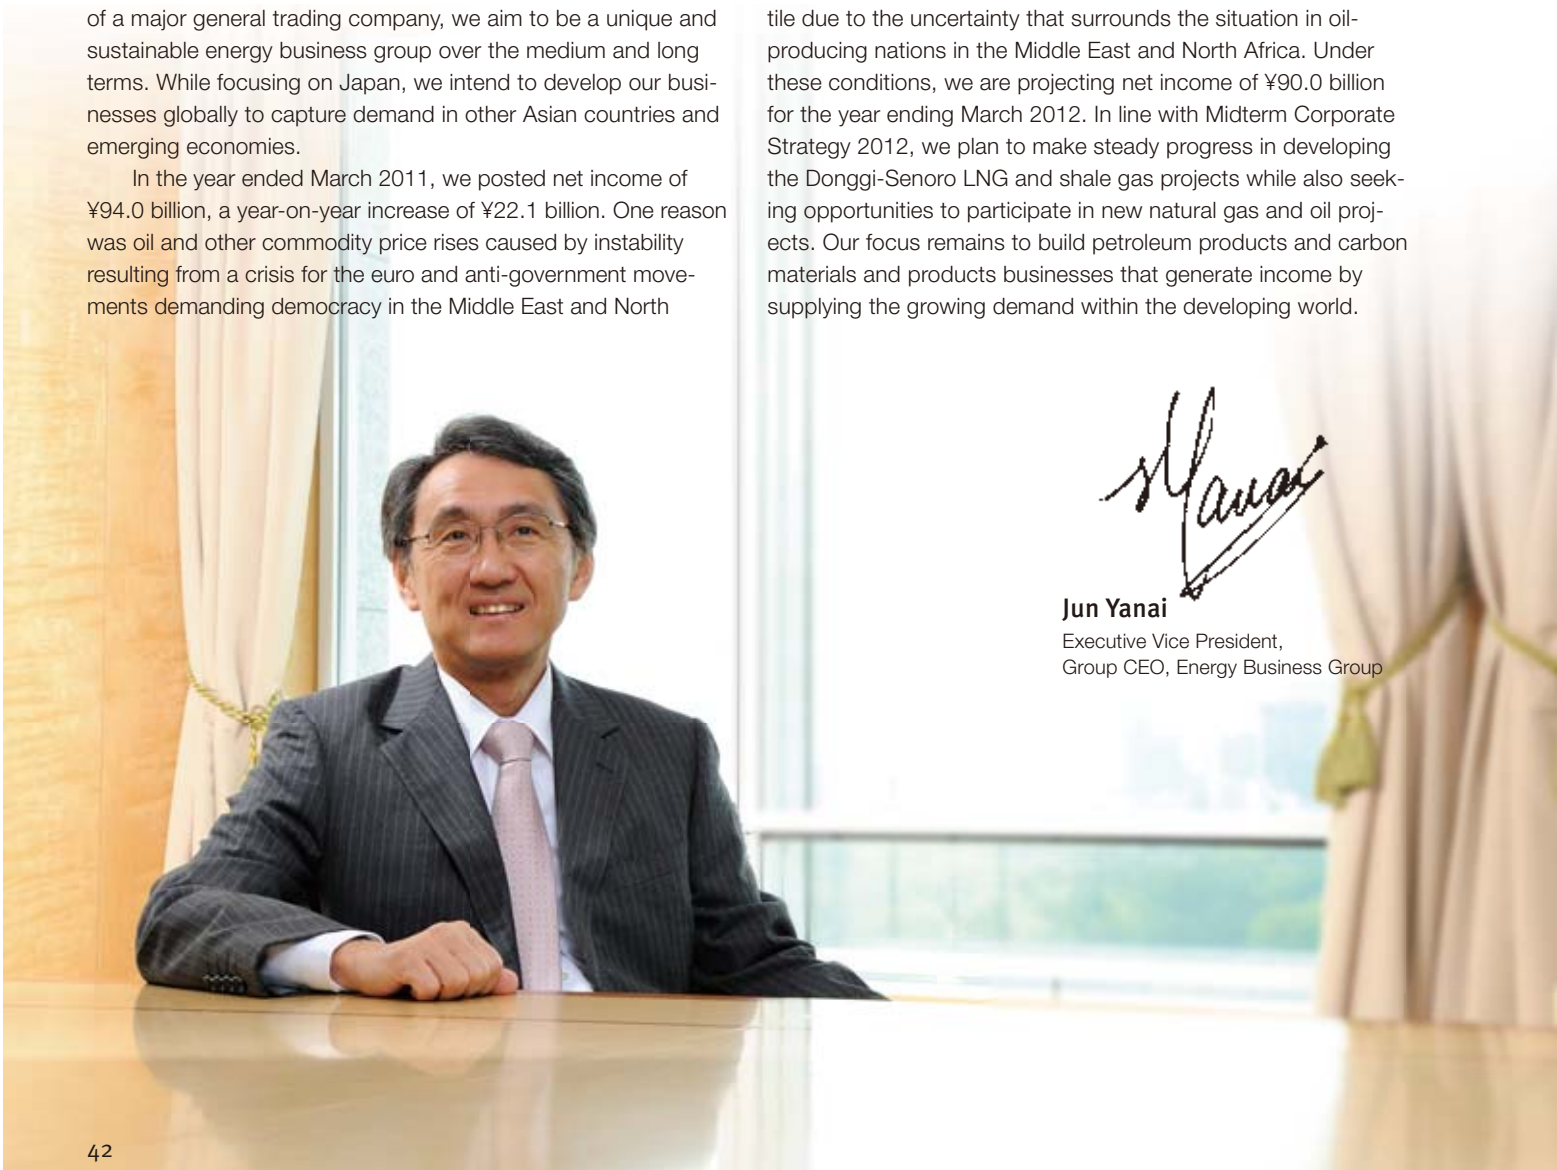 of a major general trading company, we aim to be a unique and
sustainable energy business group over the medium and long
terms. While focusing on Japan, we intend to develop our busi-
nesses globally to capture demand in other Asian countries and
emerging economies.
In the year ended March 2011, we posted net income of
¥94.0 billion, a year-on-year increase of ¥22.1 billion. One reason
was oil and other commodity price rises caused by instability
resulting from a crisis for the euro and anti-government move-
ments demanding democracy in the Middle East and North
tile due to the uncertainty that surrounds the situation in oil-
producing nations in the Middle East and North Africa. Under
these conditions, we are projecting net income of ¥90.0 billion
for the year ending March 2012. In line with Midterm Corporate
Strategy 2012, we plan to make steady progress in developing
the Donggi-Senoro LNG and shale gas projects while also seek-
ing opportunities to participate in new natural gas and oil proj-
ects. Our focus remains to build petroleum products and carbon
materials and products businesses that generate income by
supplying the growing demand within the developing world.
Yanai
Jun Yanai
Executive Vice President,
Group CEO, Energy Business Group
42